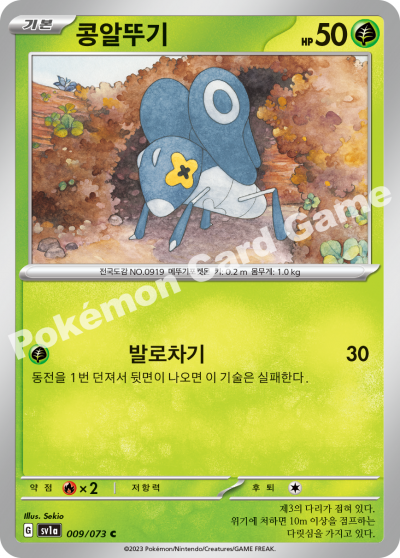 기본 콩알뚜기 HP 50
전국도감 NO.0919 메뚜기포켓몬 키: 0.2 m 몸무게: 1.0 kg
Pokémon Card Game
발로차기 30
동전을 1번 던져서 뒷면이 나오면 이 기술은 실패한다.
약점 ×2 저항력 후퇴
Illus. Sekio
G sv1a 009/073 C
제3의 다리가 접혀 있다.
위기에 처하면 10m 이상을 점프하는
다릿심을 가지고 있다.
©2023 Pokémon/Nintendo/Creatures/GAME FREAK.